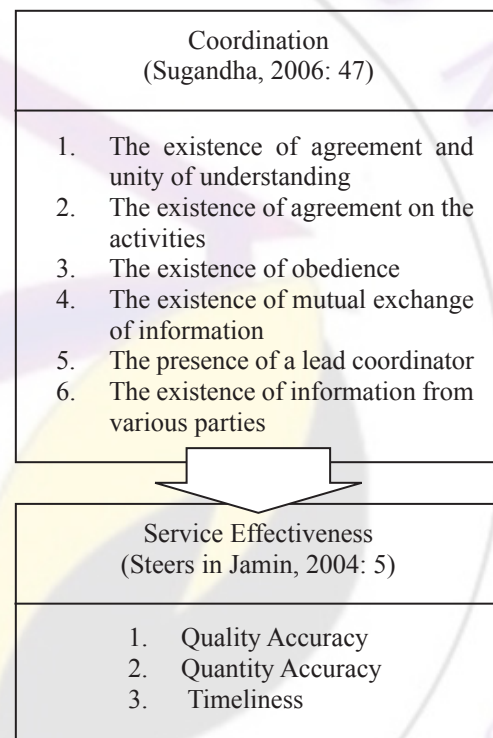 Coordination
(Sugandha, 2006: 47)
1. The existence of agreement and
unity of understanding
2. The existence of agreement on the
activities
3. The existence of obedience
4. The existence of mutual exchange
of information
5. The presence of a lead coordinator
6. The existence of information from
various parties
Service Effectiveness
(Steers in Jamin, 2004: 5)
1. Quality Accuracy
2. Quantity Accuracy
3. Timeliness